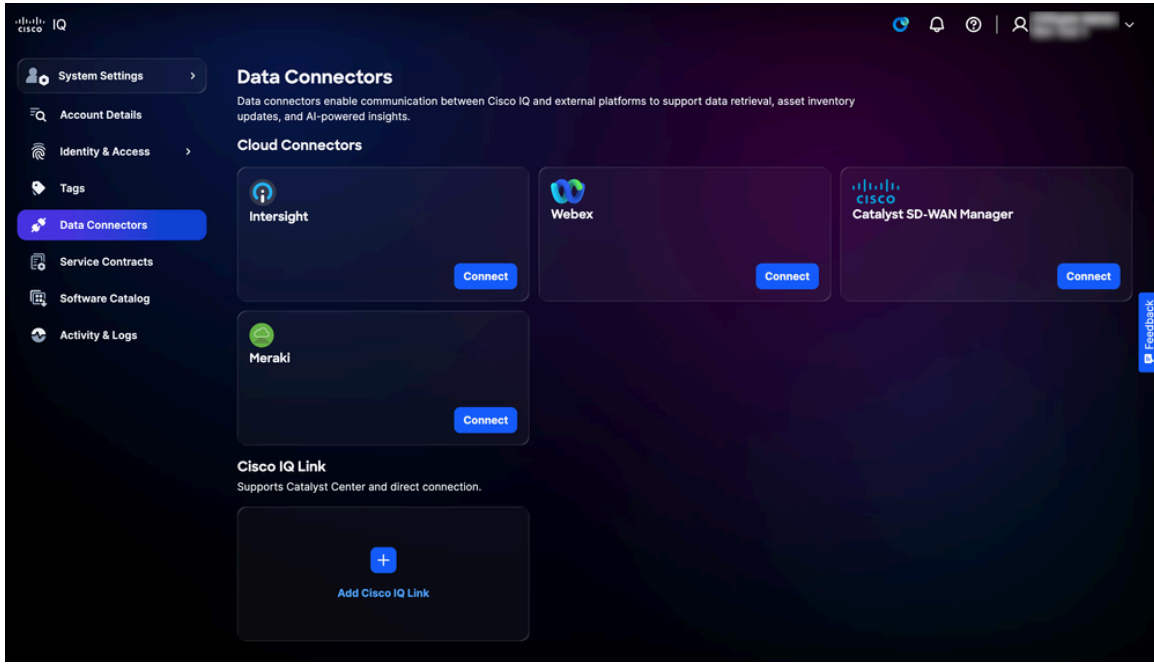 cisco IQ
System Settings
Account Details
Identity & Access
Tags
Data Connectors
Service Contracts
Software Catalog
Activity & Logs
Data Connectors
Data connectors enable communication between Cisco IQ and external platforms to support data retrieval, asset inventory
updates, and AI-powered insights.
Cloud Connectors
Intersight
Connect
Webex
Connect
CISCO
Catalyst SD-WAN Manager
Connect
Meraki
Connect
Cisco IQ Link
Supports Catalyst Center and direct connection.
Add Cisco IQ Link
Feedback